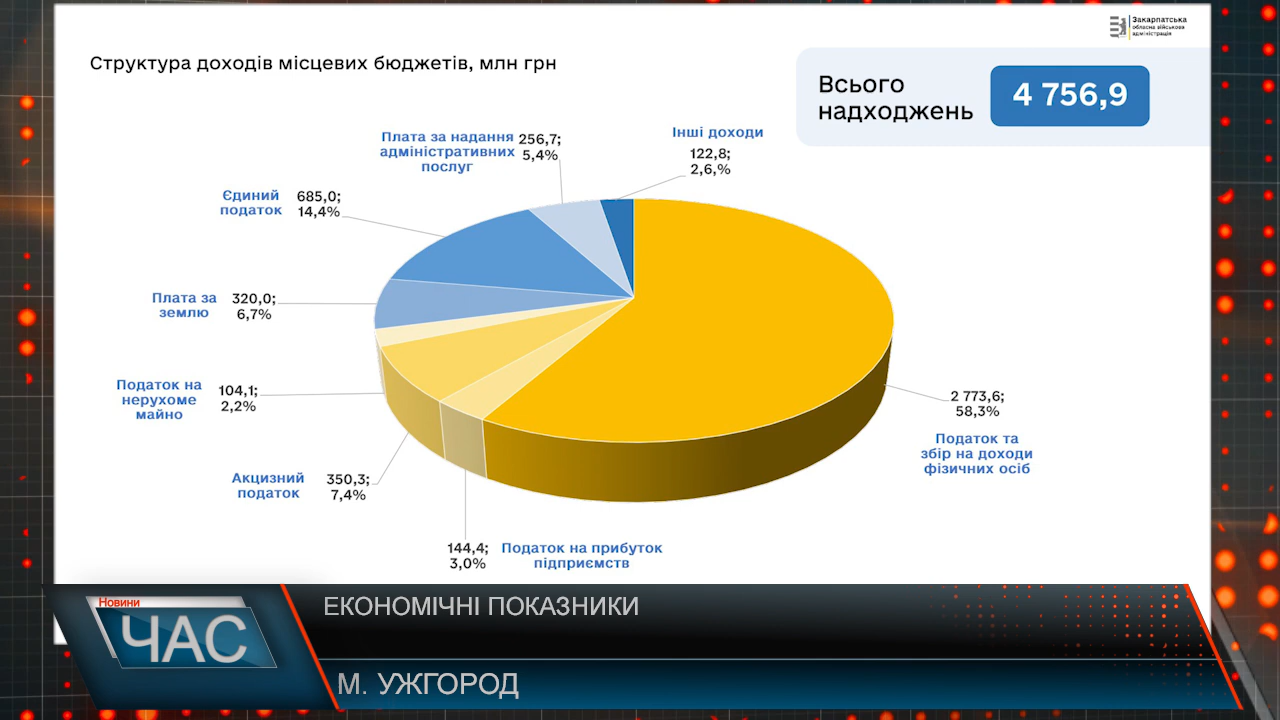 Закарпатська
обласна військова
адміністрація
Структура доходів місцевих бюджетів, млн грн
Всього
надходжень
4 756,9
Плата за надання
адміністративних
послуг
256,7;
5,4%
Інші доходи
122,8;
2,6,%
Єдиний
податок
685,0;
14,4%
Плата за
землю
320,0;
6,7%
Податок на
нерухоме
майно
104,1;
2,2%
2 773,6;
58,3%
Податок та
збір на доходи
фізичних осіб
Акцизний
податок
350,3;
7,4%
144,4;
3,0%
Податок на прибуток
підприємств
Новини
ЧАС
ЕКОНОМІЧНІ ПОКАЗНИКИ
М. УЖГОРОД